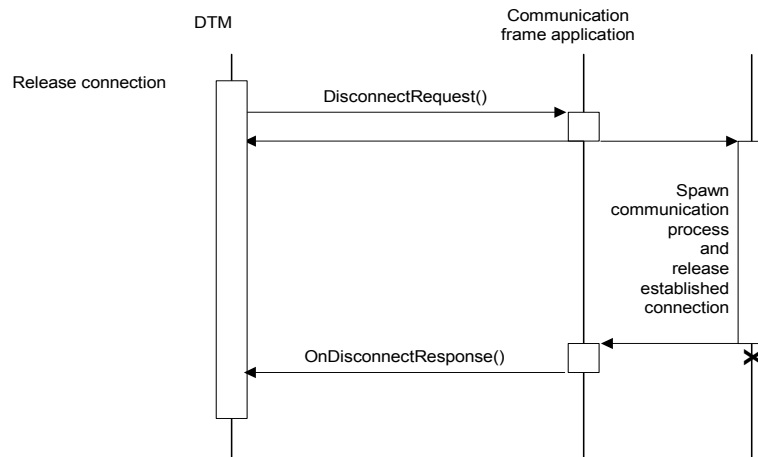 DTM
Communication
frame application
Release connection
DisconnectRequest()
Spawn
communication
process
and
release
established
connection
OnDisconnectResponse()